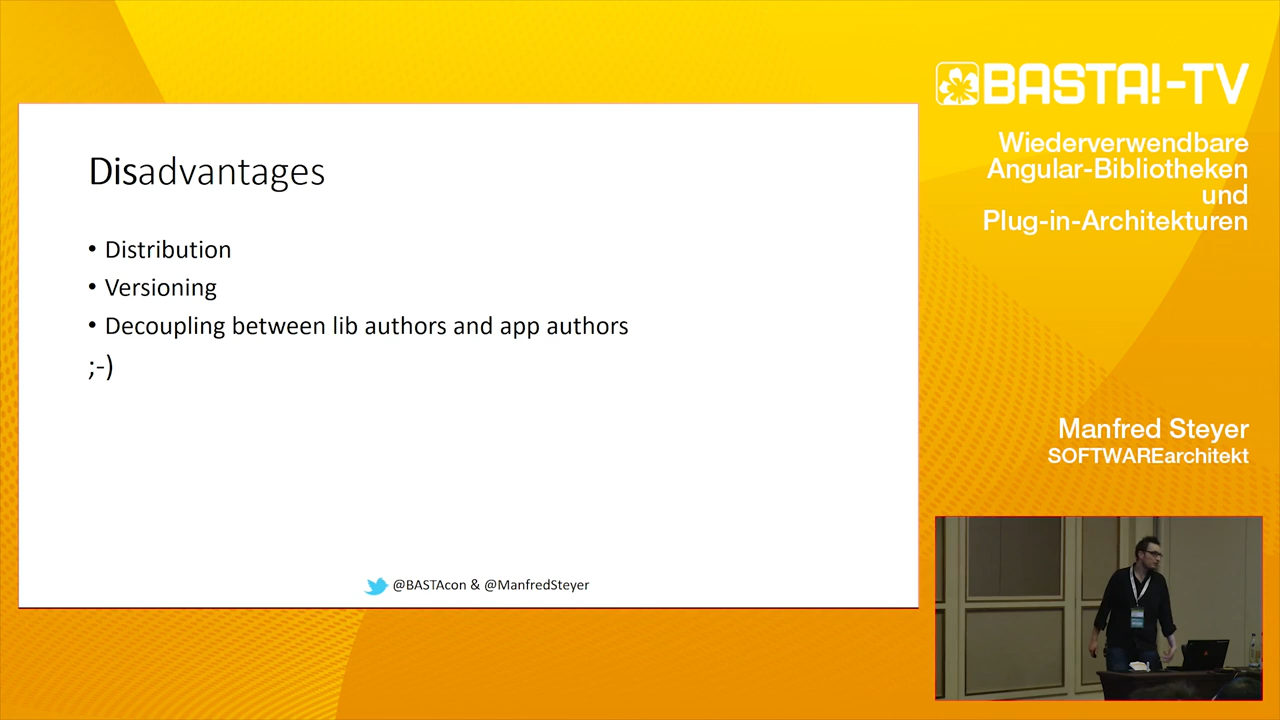 BASTA!-TV
Wiederverwendbare
Angular-Bibliotheken
und
Plug-in-Architekturen
Disadvantages
• Distribution
• Versioning
• Decoupling between lib authors and app authors
;-)
@BASTAcon & @ManfredSteyer
Manfred Steyer
SOFTWAREarchitekt